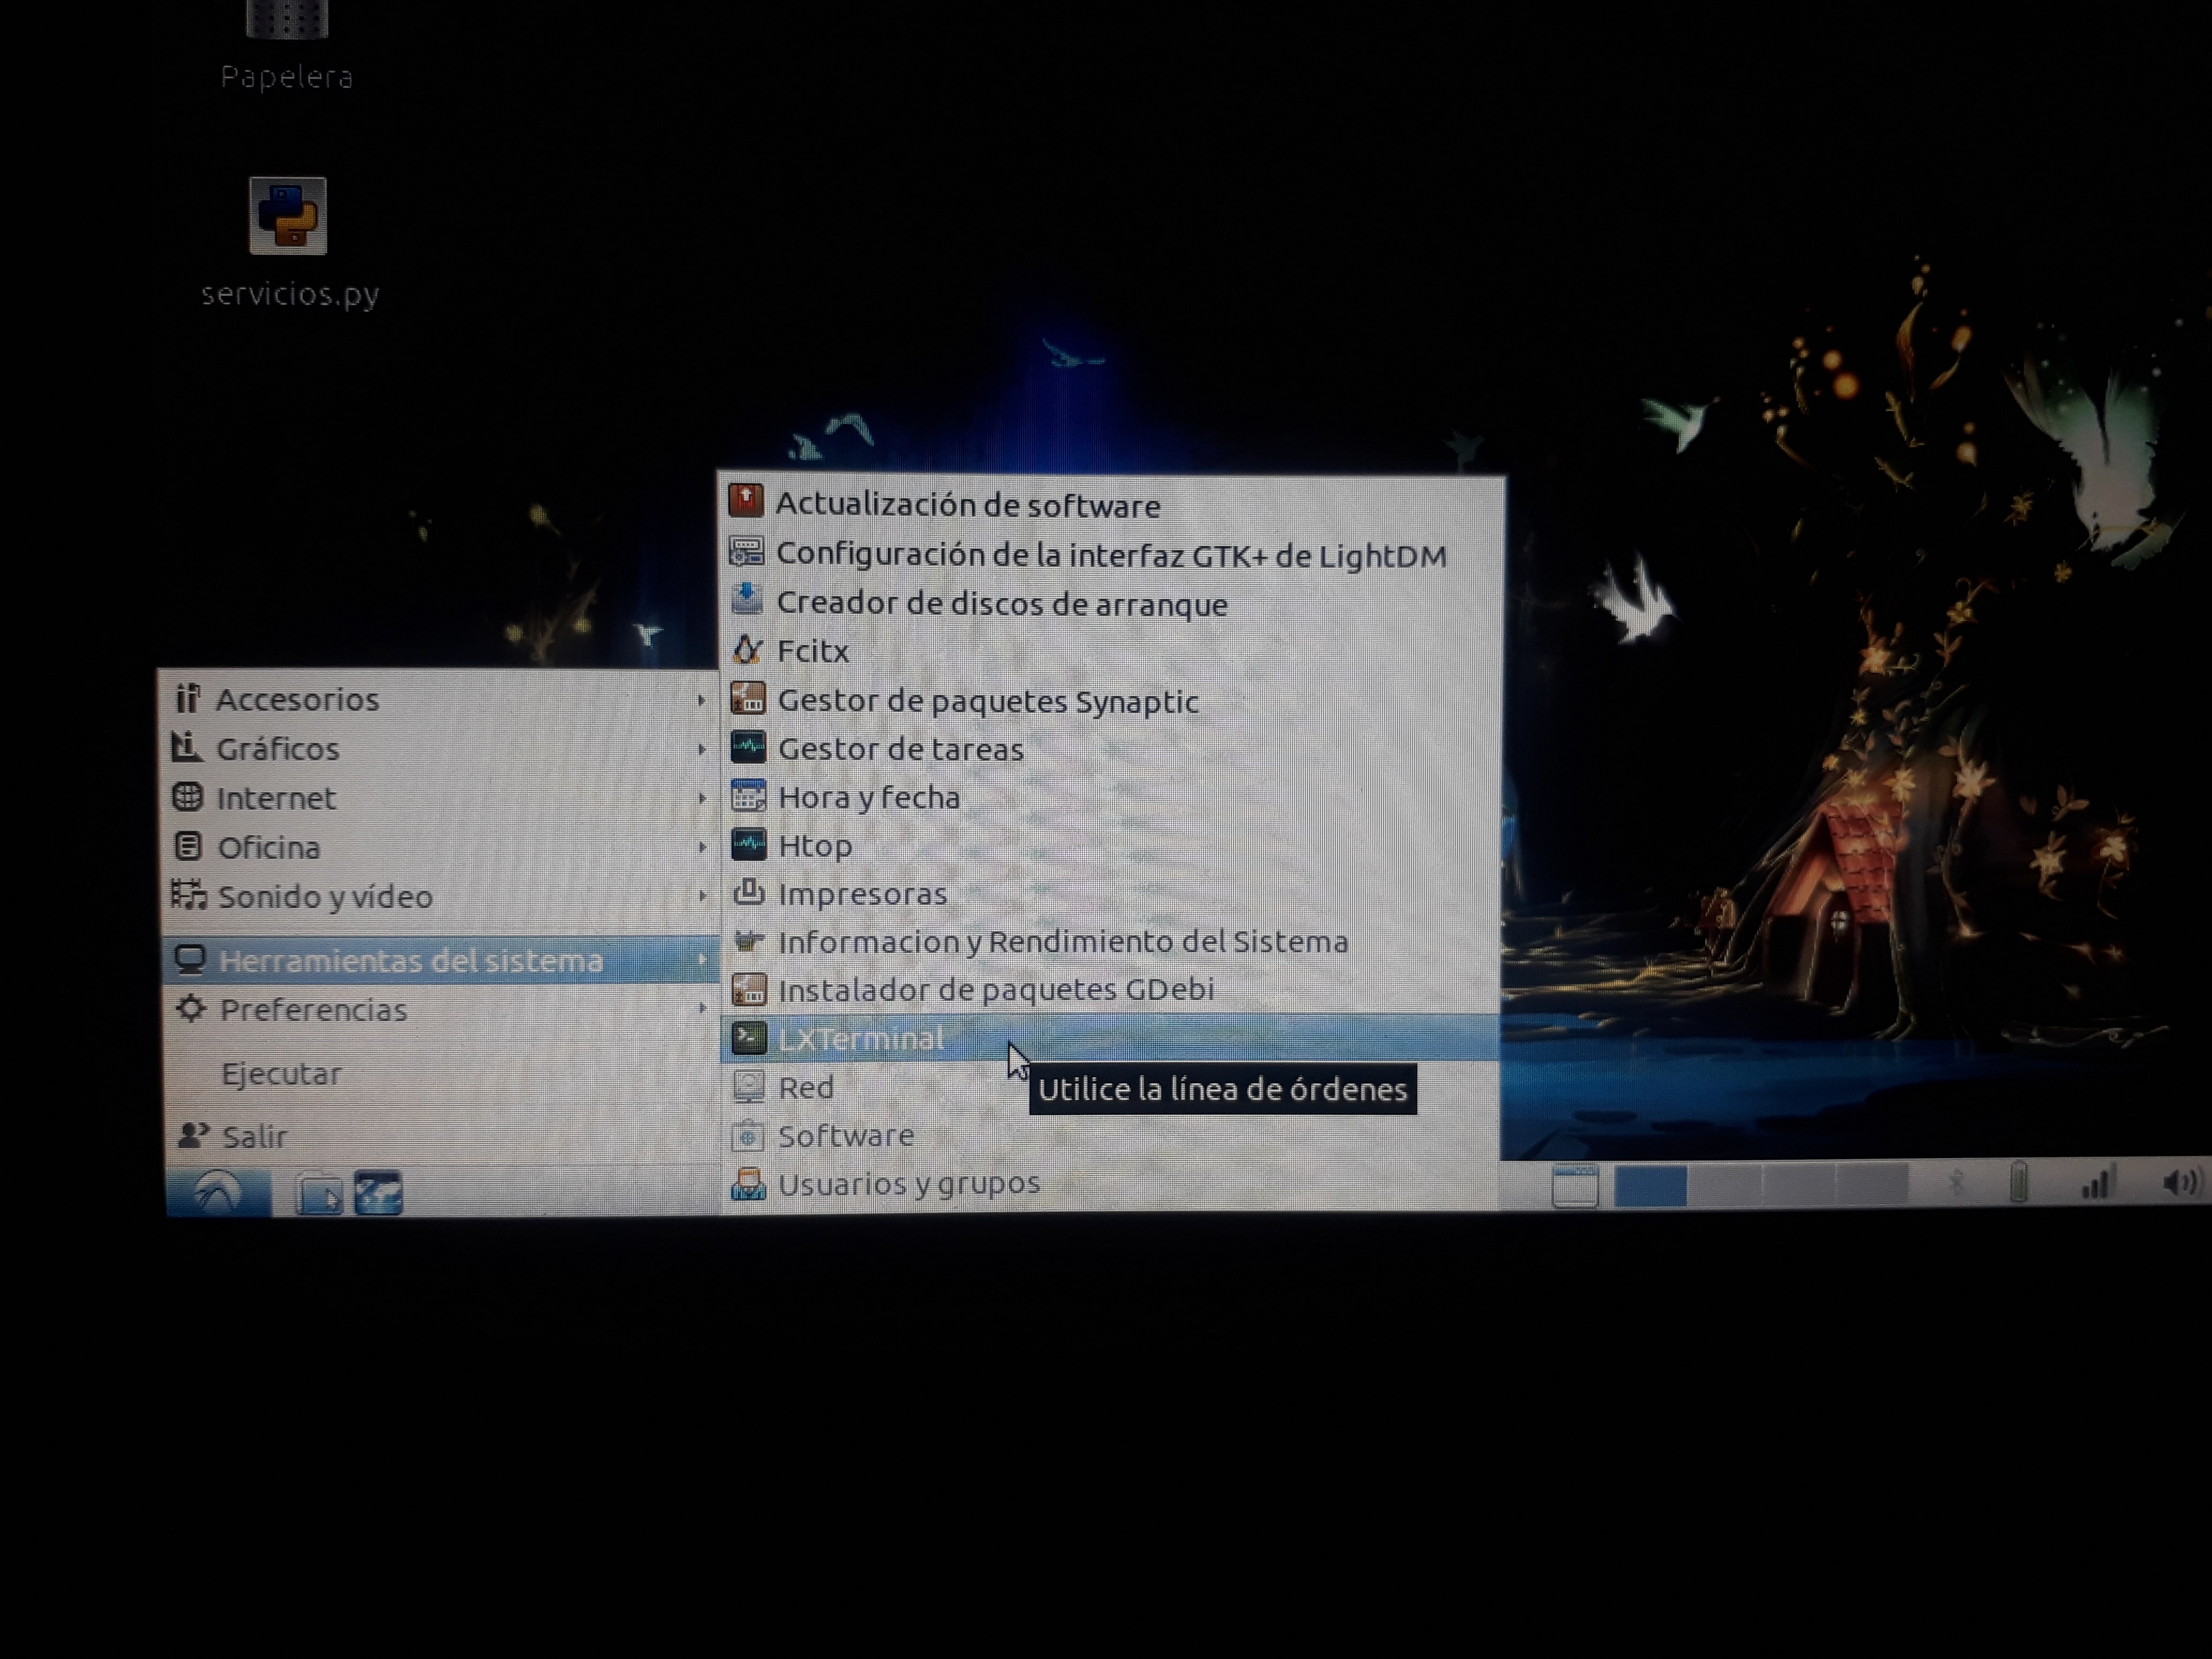 Papelera
servicios.py
Actualización de software
Configuración de la interfaz GTK+ de LightDM
Creador de discos de arranque
Fcitx
Gestor de paquetes Synaptic
Gestor de tareas
Hora y fecha
Htop
Impresoras
Informacion y Rendimiento del Sistema
Instalador de paquetes GDebi
LXTerminal
Utilice la línea de órdenes
Red
Software
Usuarios y grupos
Accesorios
Gráficos
Internet
Oficina
Sonido y vídeo
Herramientas del sistema
Preferencias
Ejecutar
Salir